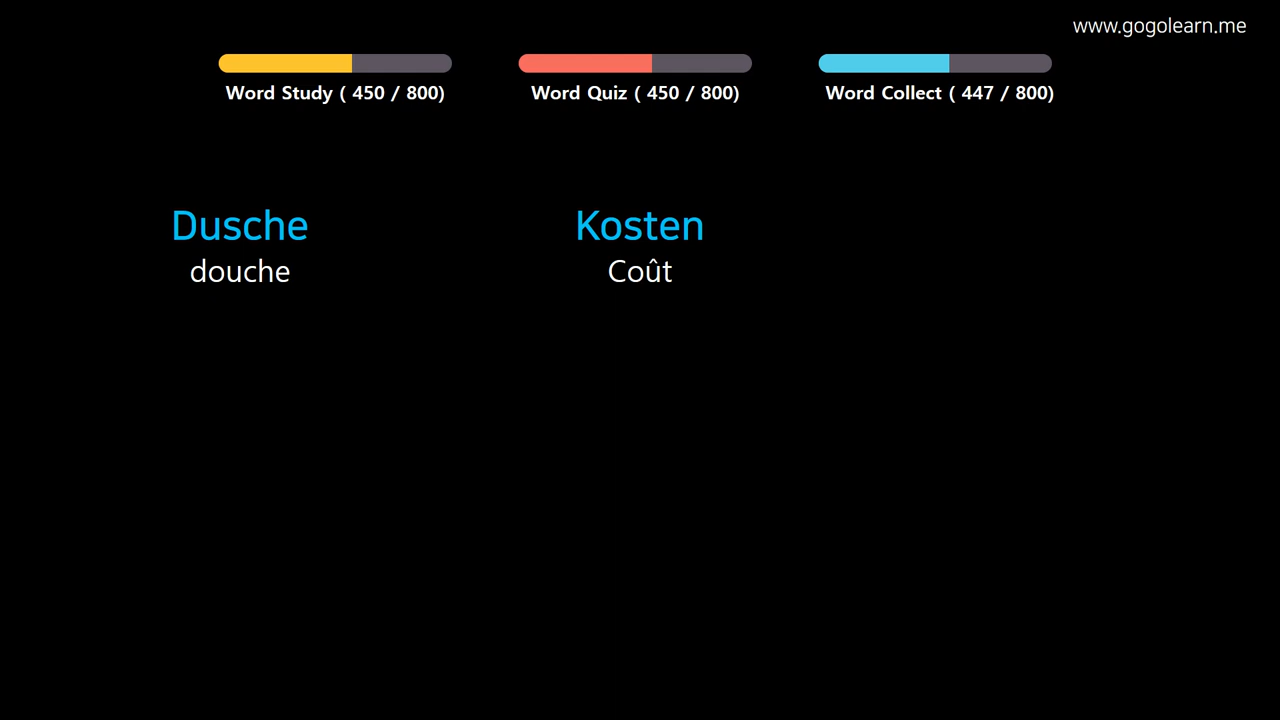 www.gogolearn.me
Word Study ( 450 / 800)
Word Quiz ( 450 / 800)
Word Collect ( 447 / 800)
Dusche
douche
Kosten
Coût